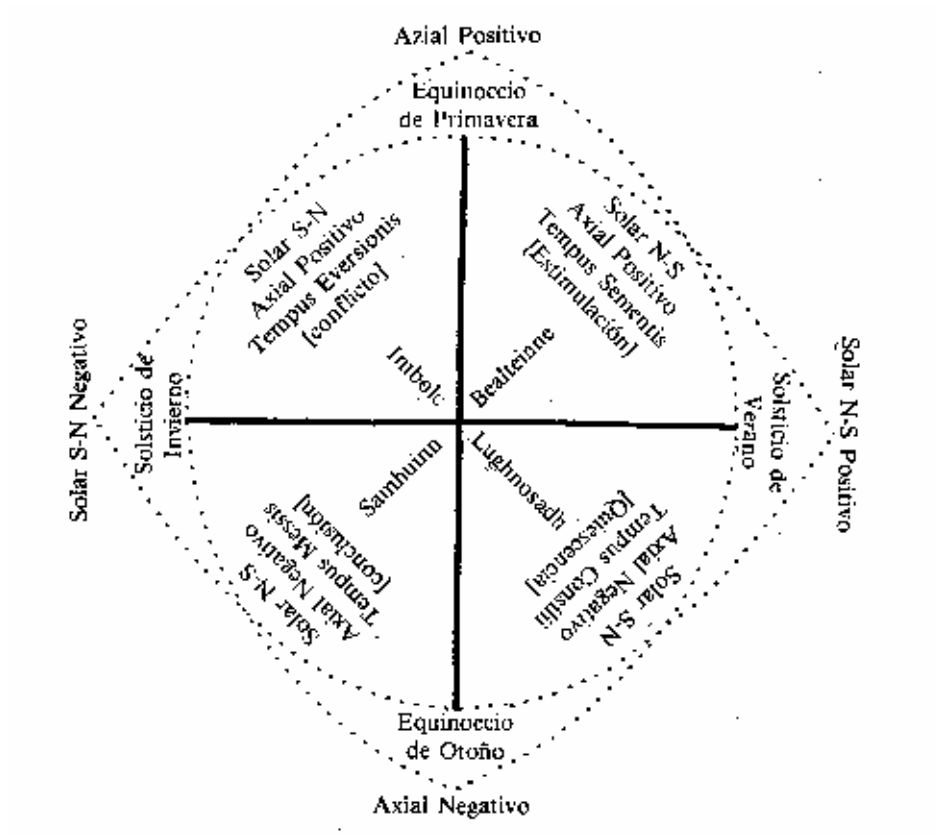 Azial Positivo
Equinoccio
de Primavera
Solar S-N
Axial Positivo
Tempus Eversionis
[conflicto]
Solar N-S
Axial Positivo
Tempus Sementis
[Estimulación]
Imbolc
Bealteinne
Solar S-N Negativo
Solsticio de
Invierno
Verano
Solsticio de
Solar N-S Positivo
Samhuinn
Lughnosadh
[conclusión]
Tempus Messis
Axial Negativo
Solar N-S
[Quiescencia]
Tempus Consilii
Axial Negativo
Solar S-N
Equinoccio
de Otoño
Axial Negativo